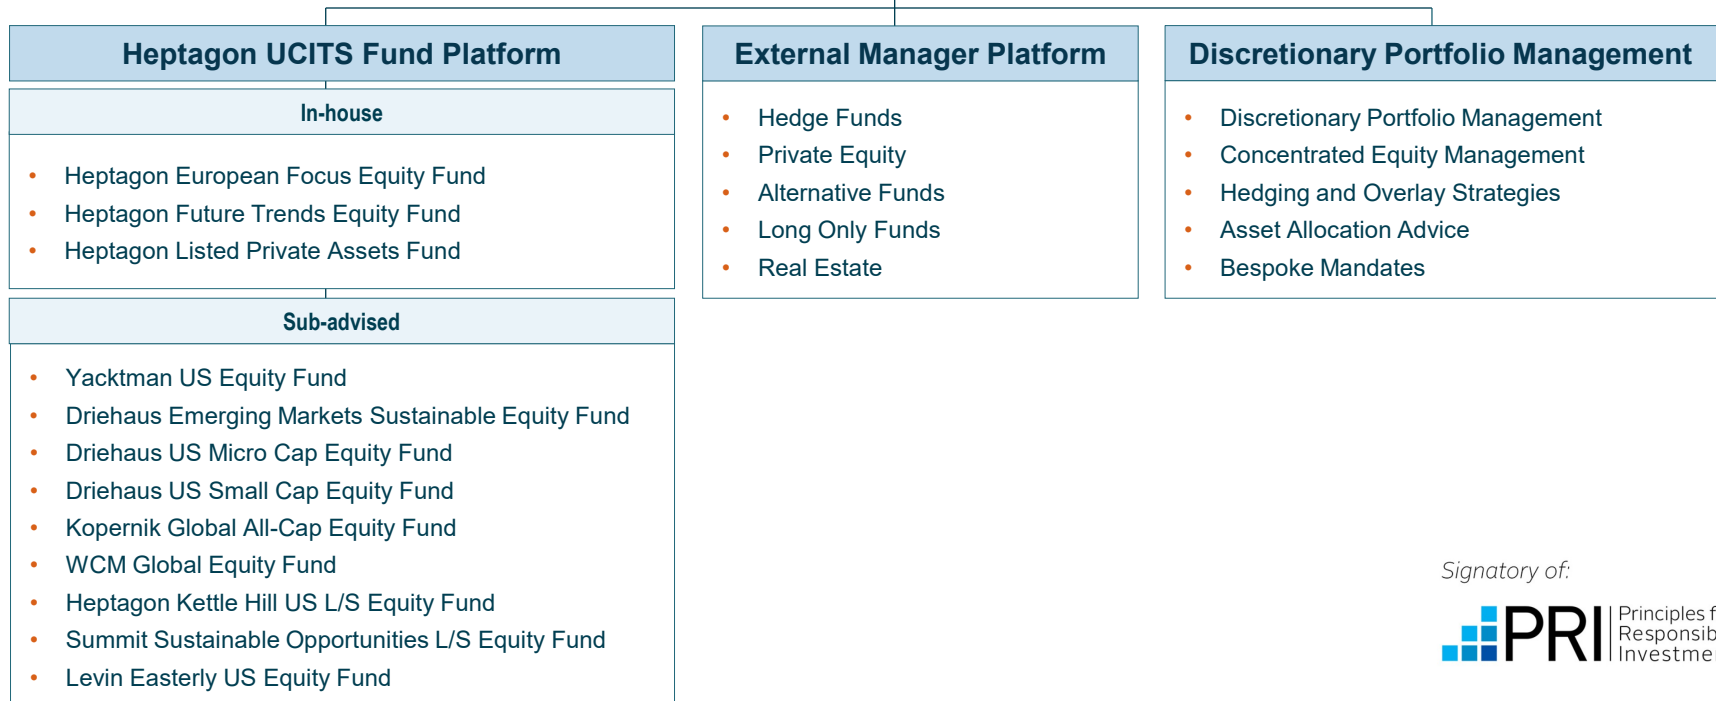 Heptagon UCITS Fund Platform
In-house
• Heptagon European Focus Equity Fund
• Heptagon Future Trends Equity Fund
• Heptagon Listed Private Assets Fund
Sub-advised
• Yacktman US Equity Fund
• Driehaus Emerging Markets Sustainable Equity Fund
• Driehaus US Micro Cap Equity Fund
• Driehaus US Small Cap Equity Fund
• Kopernik Global All-Cap Equity Fund
• WCM Global Equity Fund
• Heptagon Kettle Hill US L/S Equity Fund
• Summit Sustainable Opportunities L/S Equity Fund
• Levin Easterly US Equity Fund
External Manager Platform
• Hedge Funds
• Private Equity
• Alternative Funds
• Long Only Funds
• Real Estate
Discretionary Portfolio Management
• Discretionary Portfolio Management
• Concentrated Equity Management
• Hedging and Overlay Strategies
• Asset Allocation Advice
• Bespoke Mandates
Signatory of:
PRI
Principles f
Responsib
Investme